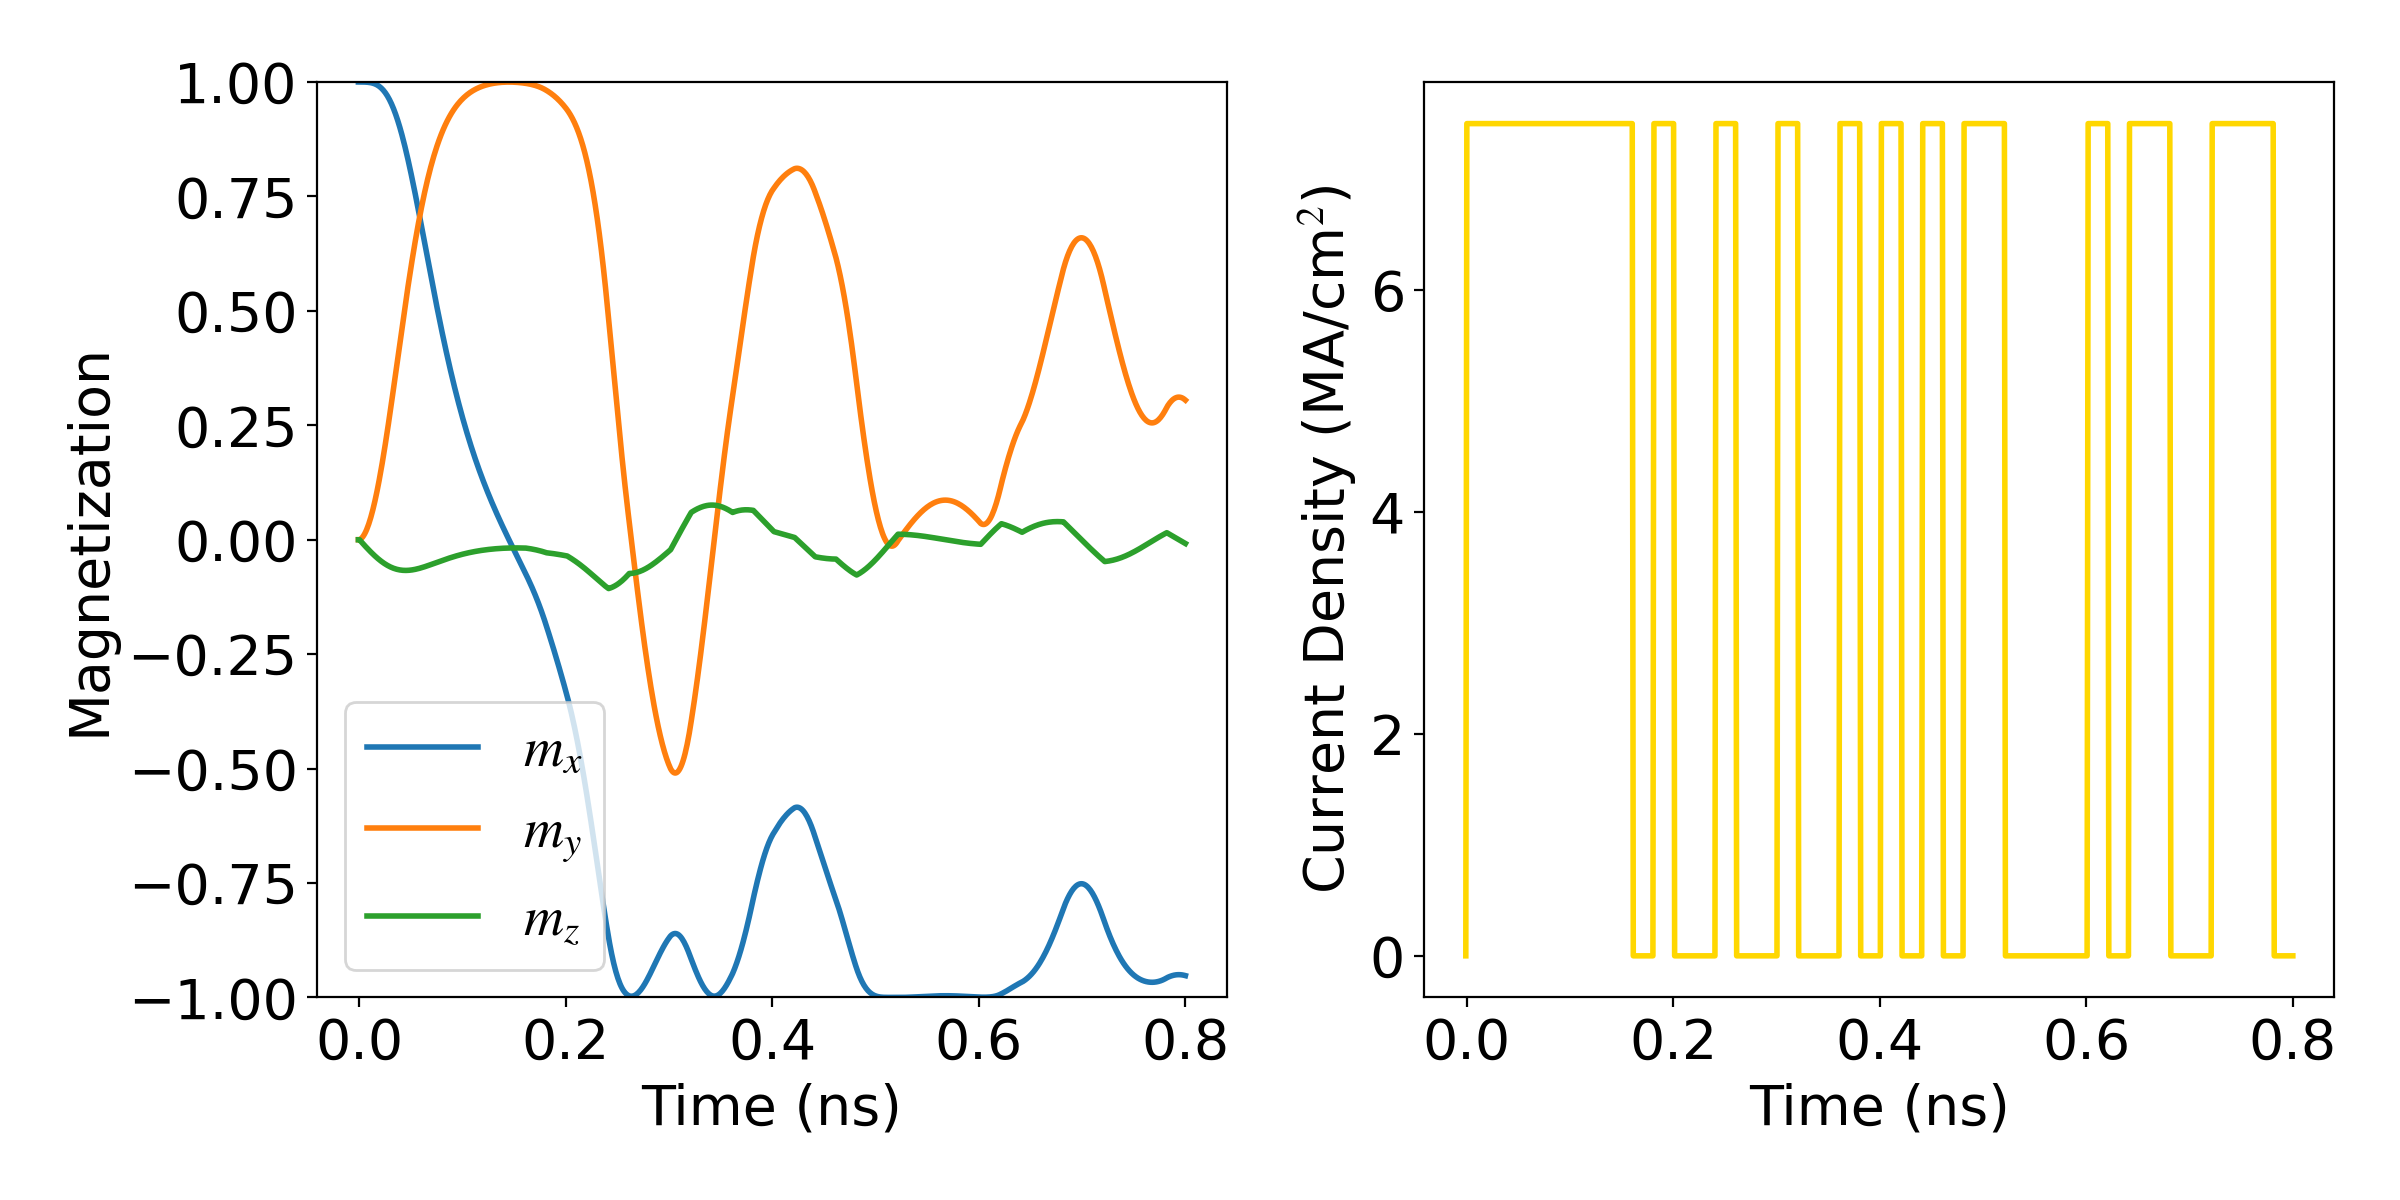 Magnetization
1.00
0.75
0.50
0.25
0.00
−0.25
−0.50
−0.75
−1.00
0.0 0.2 0.4 0.6 0.8
Time (ns)
m_x
m_y
m_z
Current Density (MA/cm²)
6
4
2
0
0.0 0.2 0.4 0.6 0.8
Time (ns)